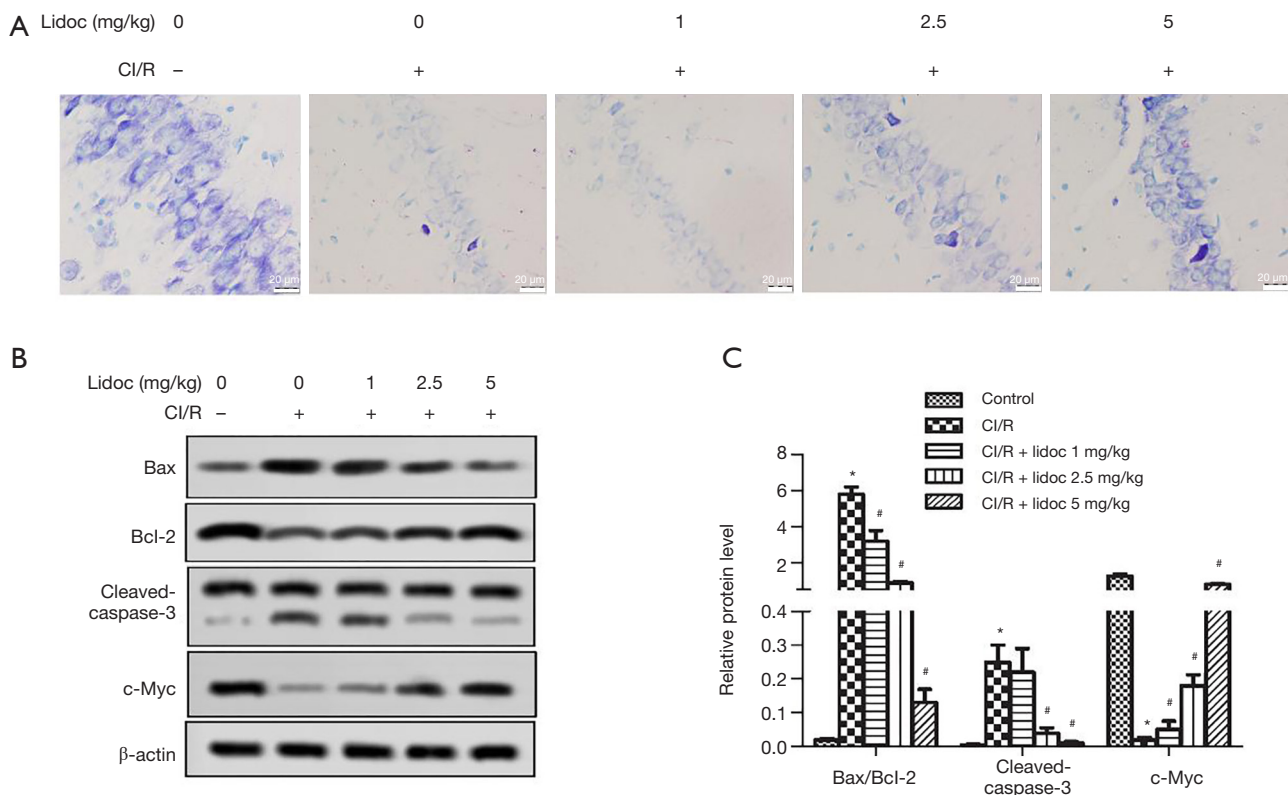 A
Lidoc (mg/kg) 0 0 1 2.5 5
CI/R – + + + +
20 µm 20 µm 20 µm 20 µm 20 µm
B
Lidoc (mg/kg) 0 0 1 2.5 5
CI/R – + + + +
Bax
Bcl-2
Cleaved-
caspase-3
c-Myc
β-actin
C
Control
CI/R
CI/R + lidoc 1 mg/kg
CI/R + lidoc 2.5 mg/kg
CI/R + lidoc 5 mg/kg
Relative protein level
8
6
4
2
0.4
0.3
0.2
0.1
0.0
* # # #
* # #
* # # #
Bax/Bcl-2
Cleaved-
caspase-3
c-Myc